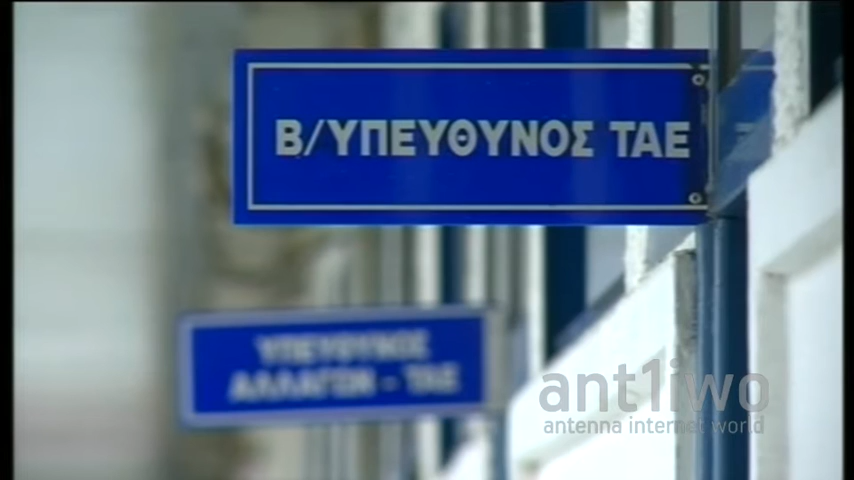 Β/ΥΠΕΥΘΥΝΟΣ ΤΑΕ
ΥΠΕΥΘΥΝΟΣ
ΑΛΛΑΓΩΝ - ΤΑΕ
ant1iwo
antenna internet world